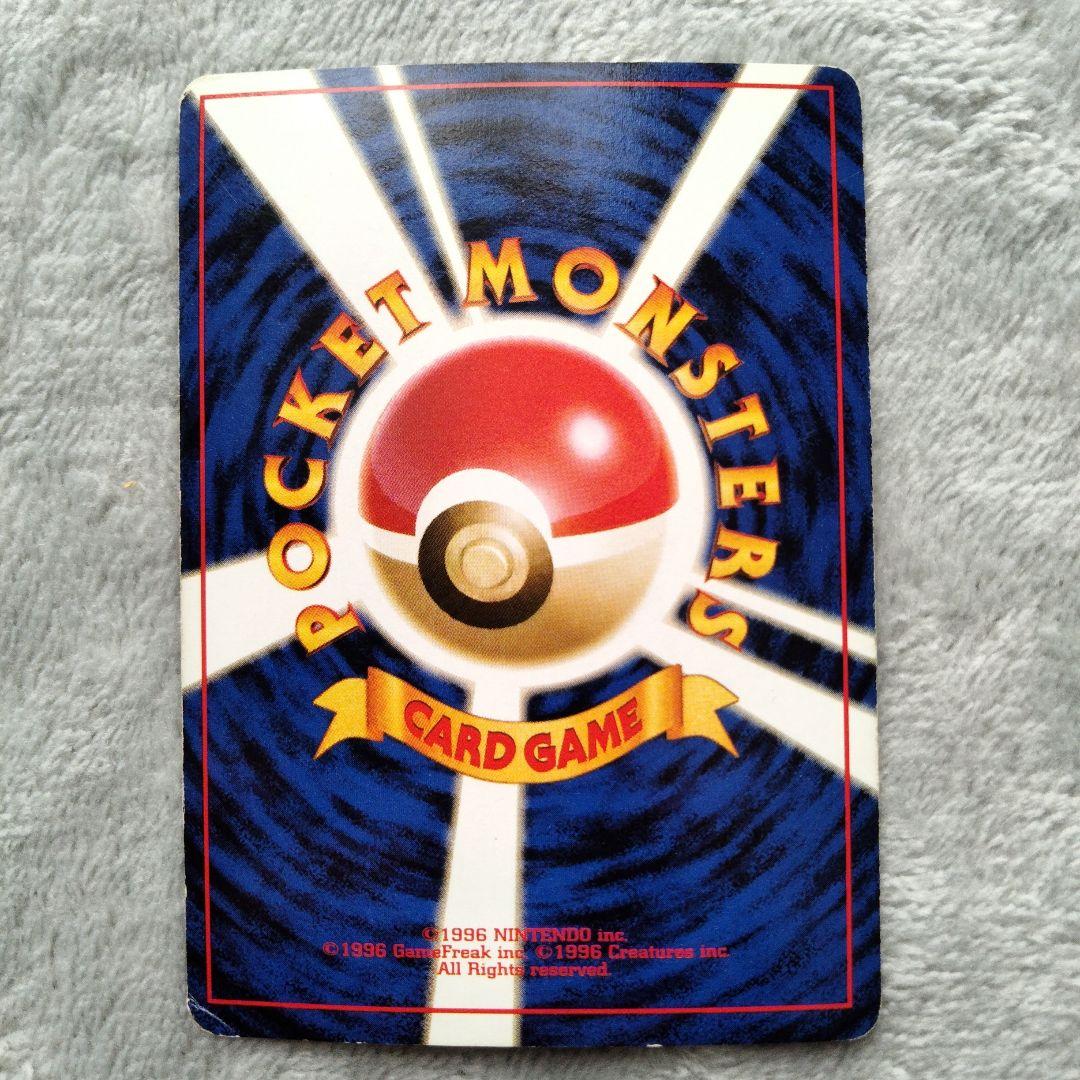 POCKET MONSTERS
CARD GAME
©1996 NINTENDO inc.
©1996 GameFreak inc. ©1996 Creatures inc.
All Rights reserved.